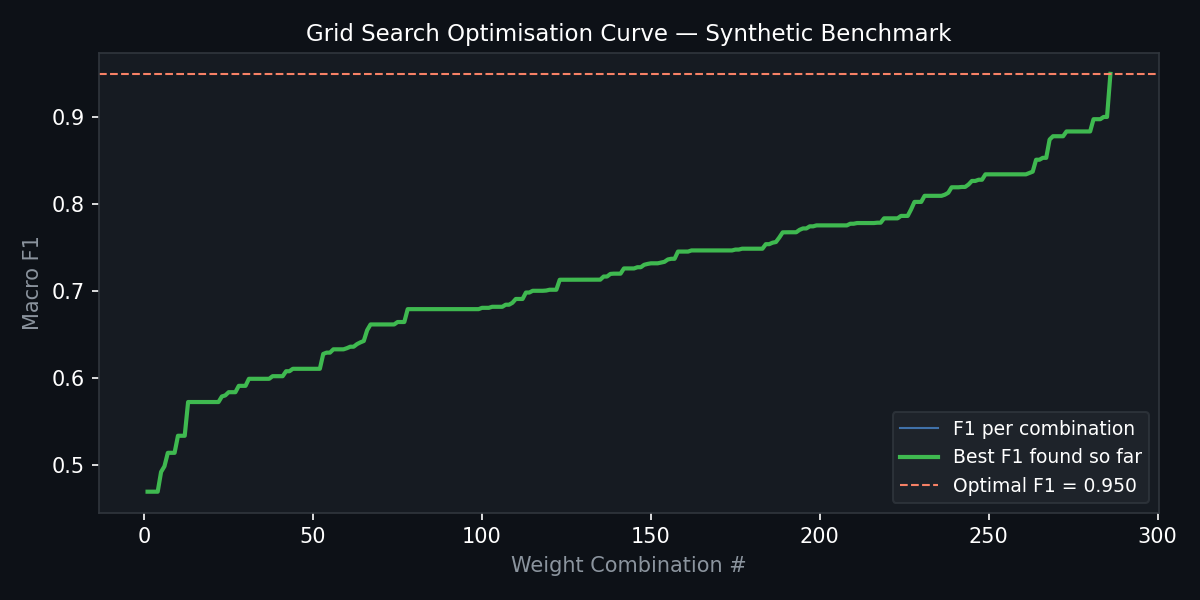 Grid Search Optimisation Curve — Synthetic Benchmark
Macro F1
0.9
0.8
0.7
0.6
0.5
F1 per combination
Best F1 found so far
Optimal F1 = 0.950
0 50 100 150 200 250 300
Weight Combination #